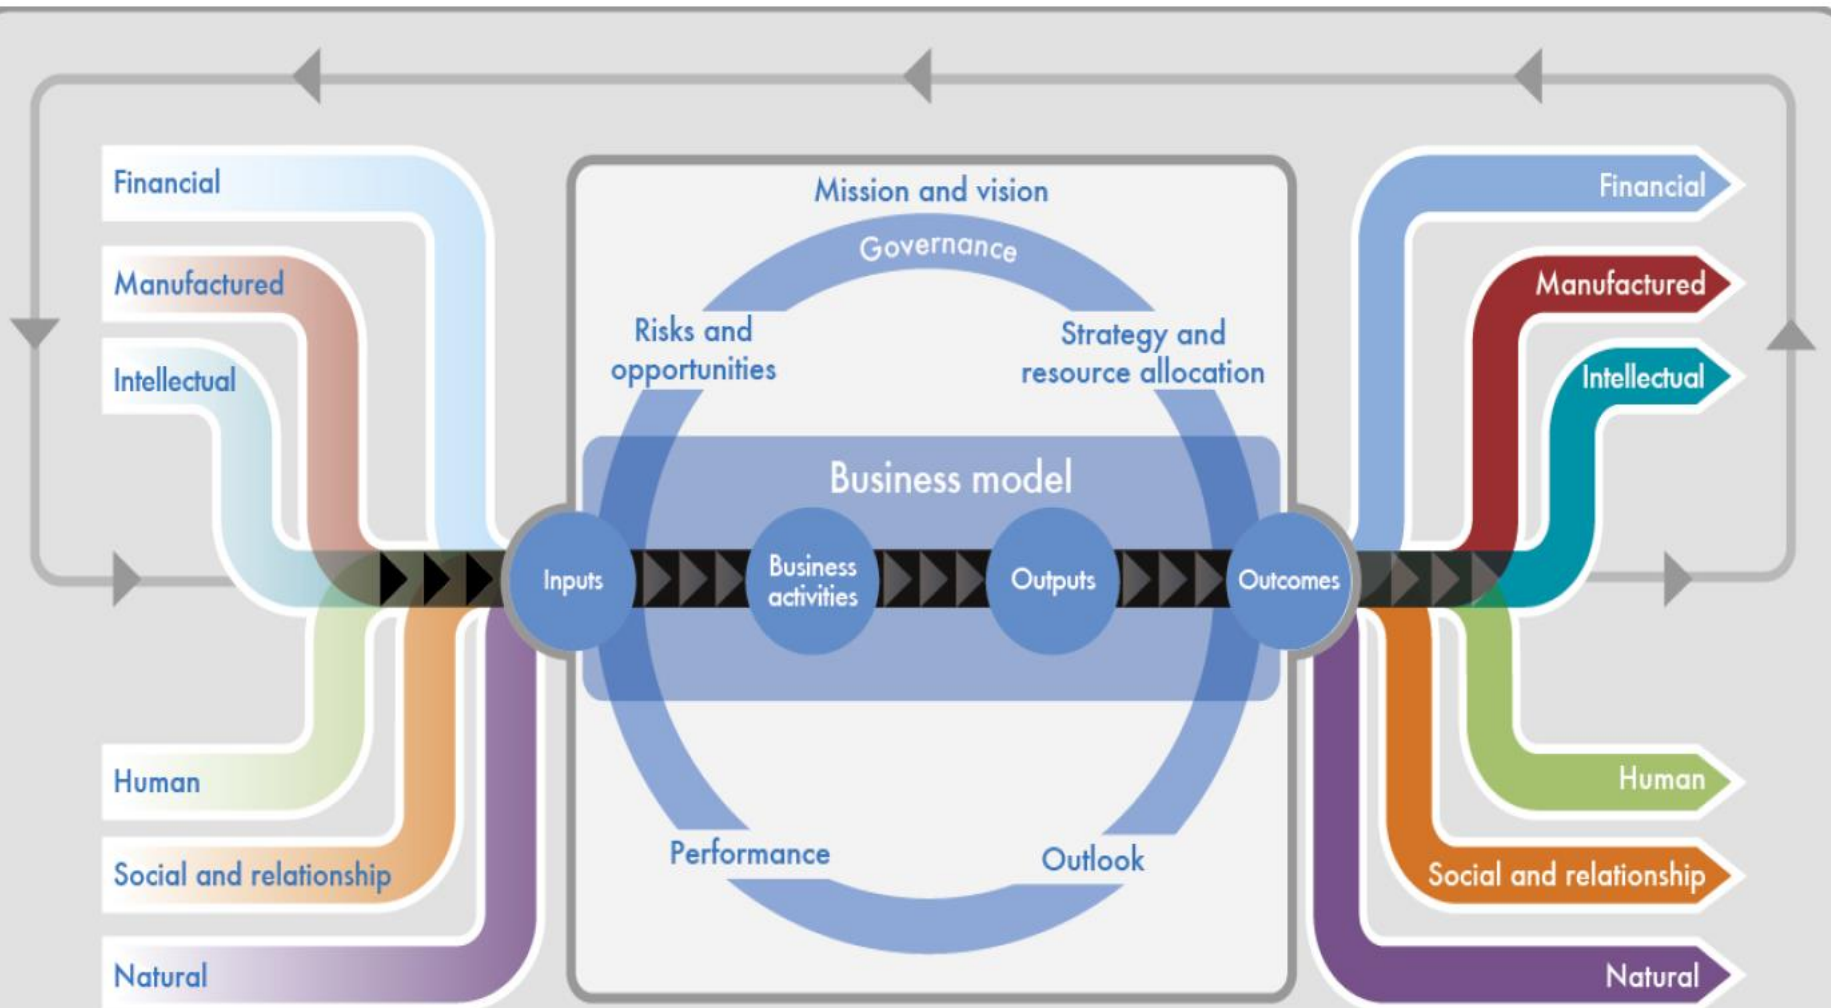 Financial
Manufactured
Intellectual
Human
Social and relationship
Natural
Mission and vision
Governance
Risks and
opportunities
Strategy and
resource allocation
Business model
Inputs
Business
activities
Outputs
Outcomes
Performance
Outlook
Financial
Manufactured
Intellectual
Human
Social and relationship
Natural